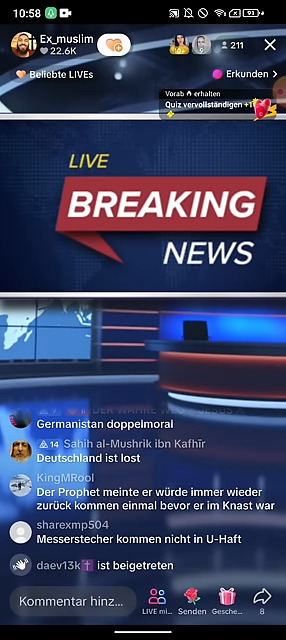 10:58
91
Ex_muslim
22.6K
211
Beliebte LIVEs
Erkunden >
Vorab erhalten
Quiz vervollständigen +1
LIVE
BREAKING
NEWS
Germanistan doppelmoral
14 Sahih al-Mushrik ibn Kafhīr
Deutschland ist lost
KingMRool
Der Prophet meinte er würde immer wieder
zurück kommen einmal bevor er im Knast war
sharexmp504
Messerstecher kommen nicht in U-Haft
daev13k✝️ ist beigetreten
Kommentar hinz...
LIVE mi... Senden Gesche... 8